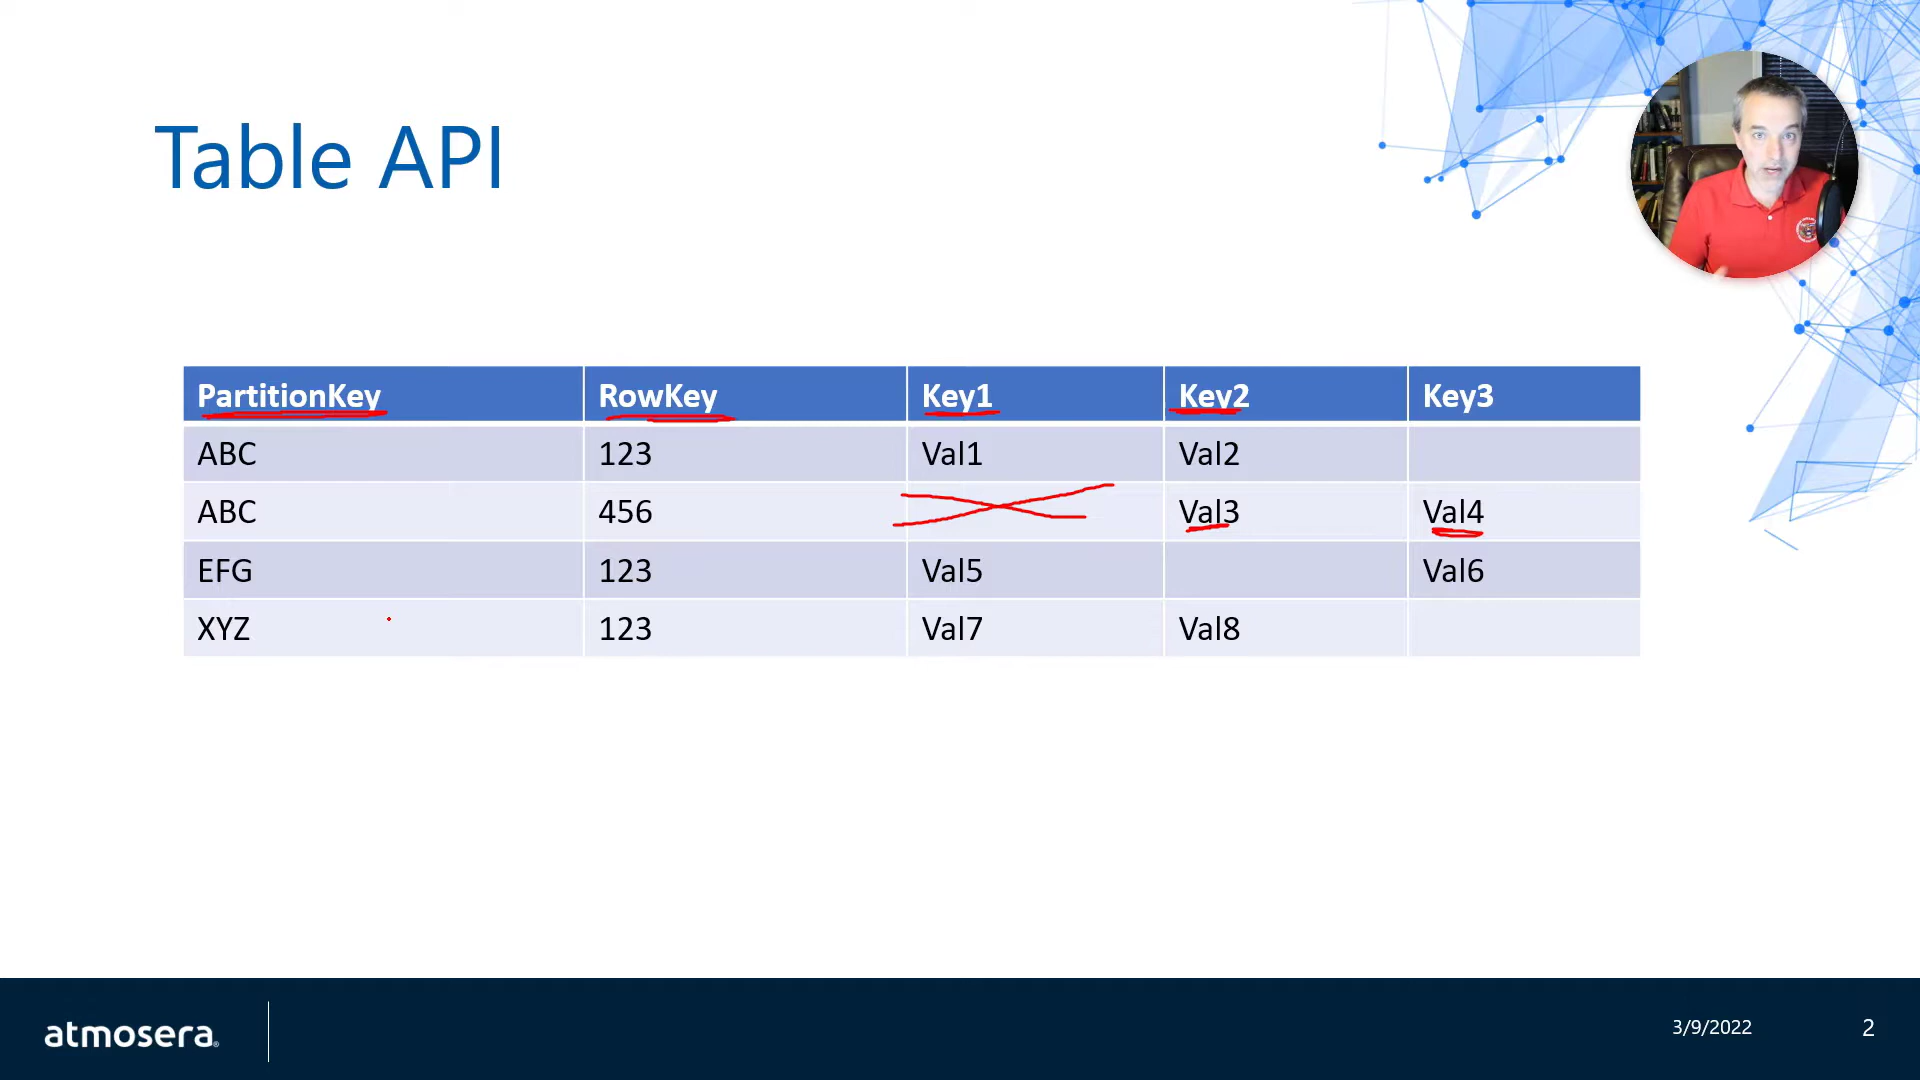 Table API
PartitionKey RowKey Key1 Key2 Key3
ABC 123 Val1 Val2
ABC 456 Val3 Val4
EFG 123 Val5 Val6
XYZ 123 Val7 Val8
atmosera® 3/9/2022 2